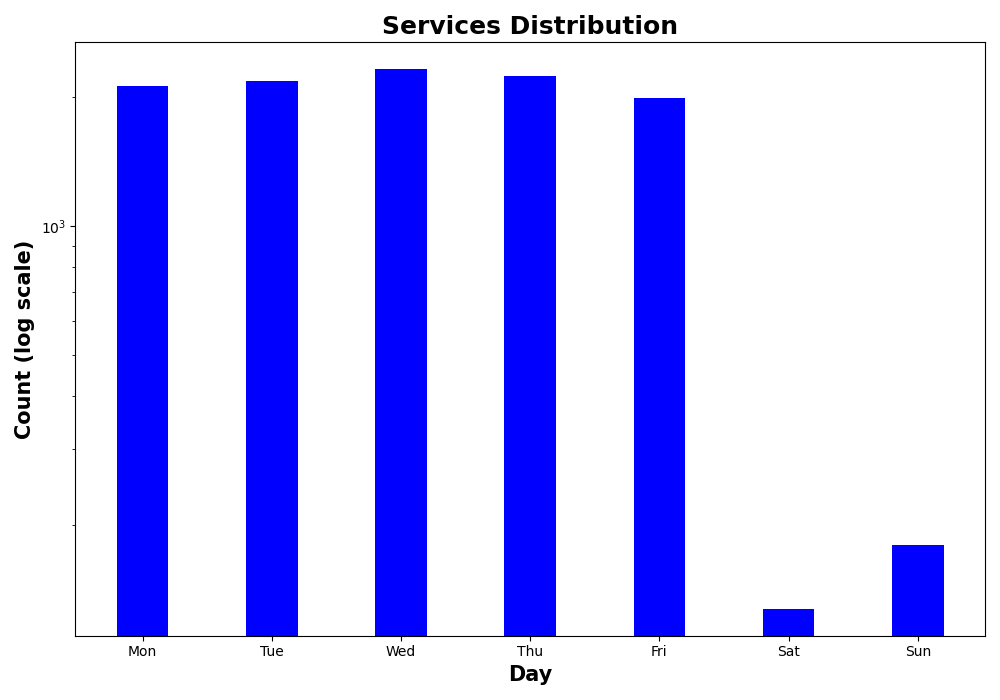 Services Distribution
10³
Count (log scale)
Mon Tue Wed Thu Fri Sat Sun
Day